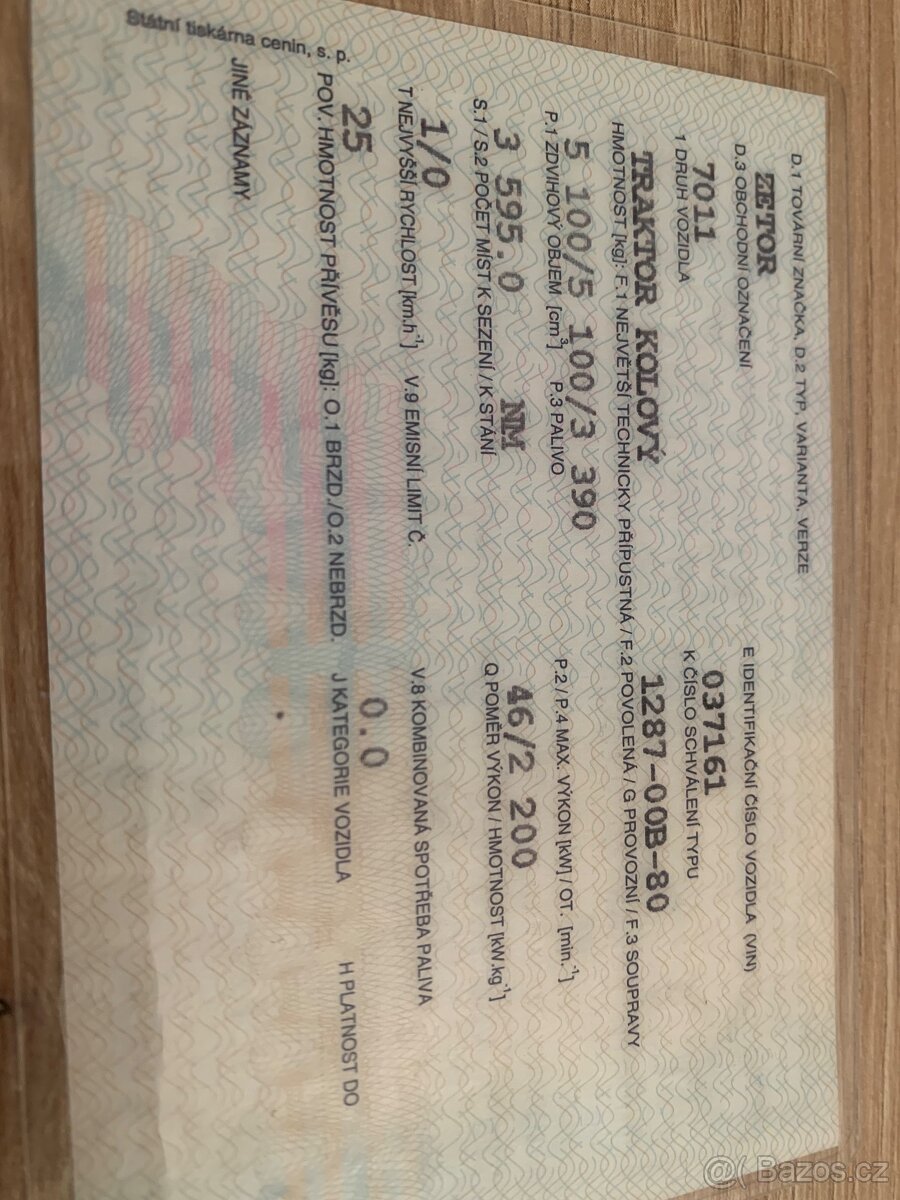 D.1 TOVÁRNÍ ZNAČKA, D.2 TYP, VARIANTA, VERZE
ZETOR
D.3 OBCHODNÍ OZNAČENÍ E IDENTIFIKAČNÍ ČÍSLO VOZIDLA (VIN)
7011 037161
1 DRUH VOZIDLA K ČÍSLO SCHVÁLENÍ TYPU
TRAKTOR KOLOVÝ 1287-00B-80
HMOTNOST [kg]: F.1 NEJVĚTŠÍ TECHNICKY PŘÍPUSTNÁ / F.2 POVOLENÁ / G PROVOZNÍ / F.3 SOUPRAVY
5 100/5 100/3 390
P.1 ZDVIHOVÝ OBJEM [cm³] P.3 PALIVO P.2 / P.4 MAX. VÝKON [kW] / OT. [min.⁻¹]
3 595.0 NM 46/2 200
S.1 / S.2 POČET MÍST K SEZENÍ / K STÁNÍ Q POMĚR VÝKON / HMOTNOST [kW.kg⁻¹]
1/0
T NEJVYŠŠÍ RYCHLOST [km.h⁻¹] V.9 EMISNÍ LIMIT Č. V.8 KOMBINOVANÁ SPOTŘEBA PALIVA
25 0.0
POV. HMOTNOST PŘÍVĚSU [kg]: O.1 BRZD./O.2 NEBRZD. J KATEGORIE VOZIDLA H PLATNOST DO
JINÉ ZÁZNAMY
Státní tiskárna cenin, s. p.
@( Bazos.cz